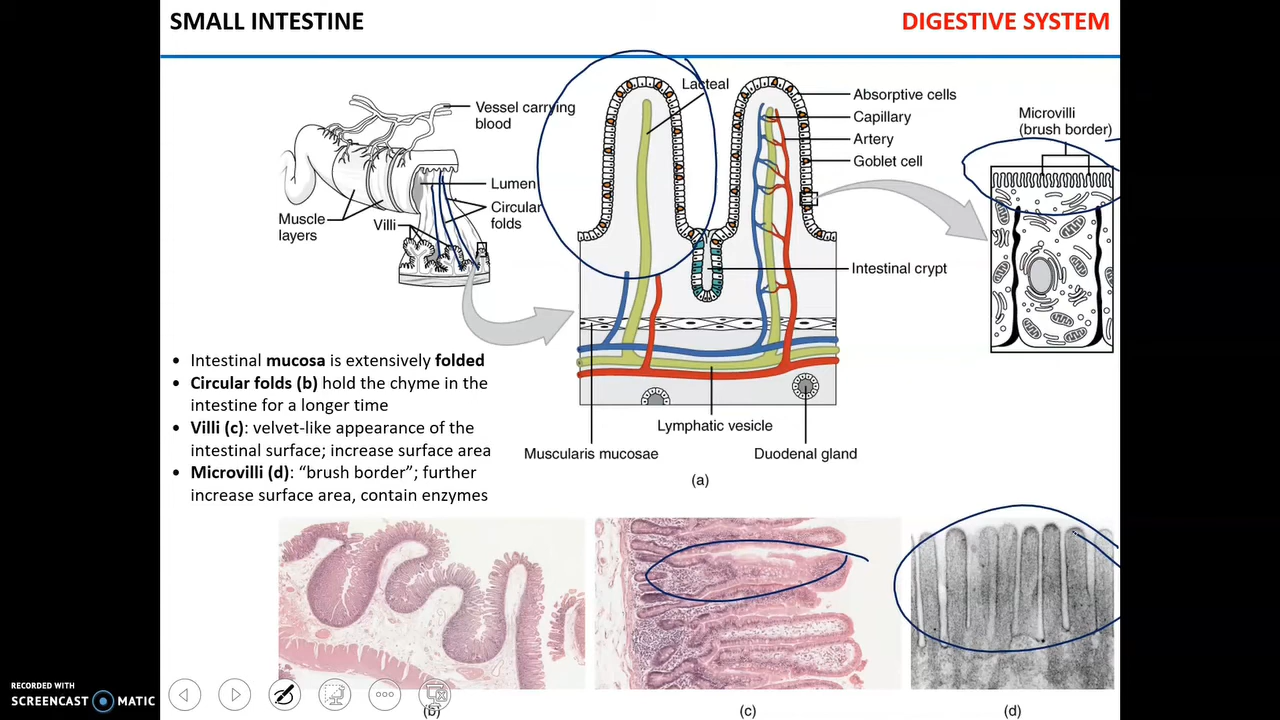 SMALL INTESTINE
DIGESTIVE SYSTEM
Lacteal
Vessel carrying
blood
Lumen
Circular
folds
Muscle
layers
Villi
Absorptive cells
Capillary
Artery
Goblet cell
Intestinal crypt
Microvilli
(brush border)
Lymphatic vesicle
Muscularis mucosae
Duodenal gland
(a)
• Intestinal mucosa is extensively folded
• Circular folds (b) hold the chyme in the
intestine for a longer time
• Villi (c): velvet-like appearance of the
intestinal surface; increase surface area
• Microvilli (d): “brush border”; further
increase surface area, contain enzymes
(b)
(c)
(d)
RECORDED WITH
SCREENCAST MATIC